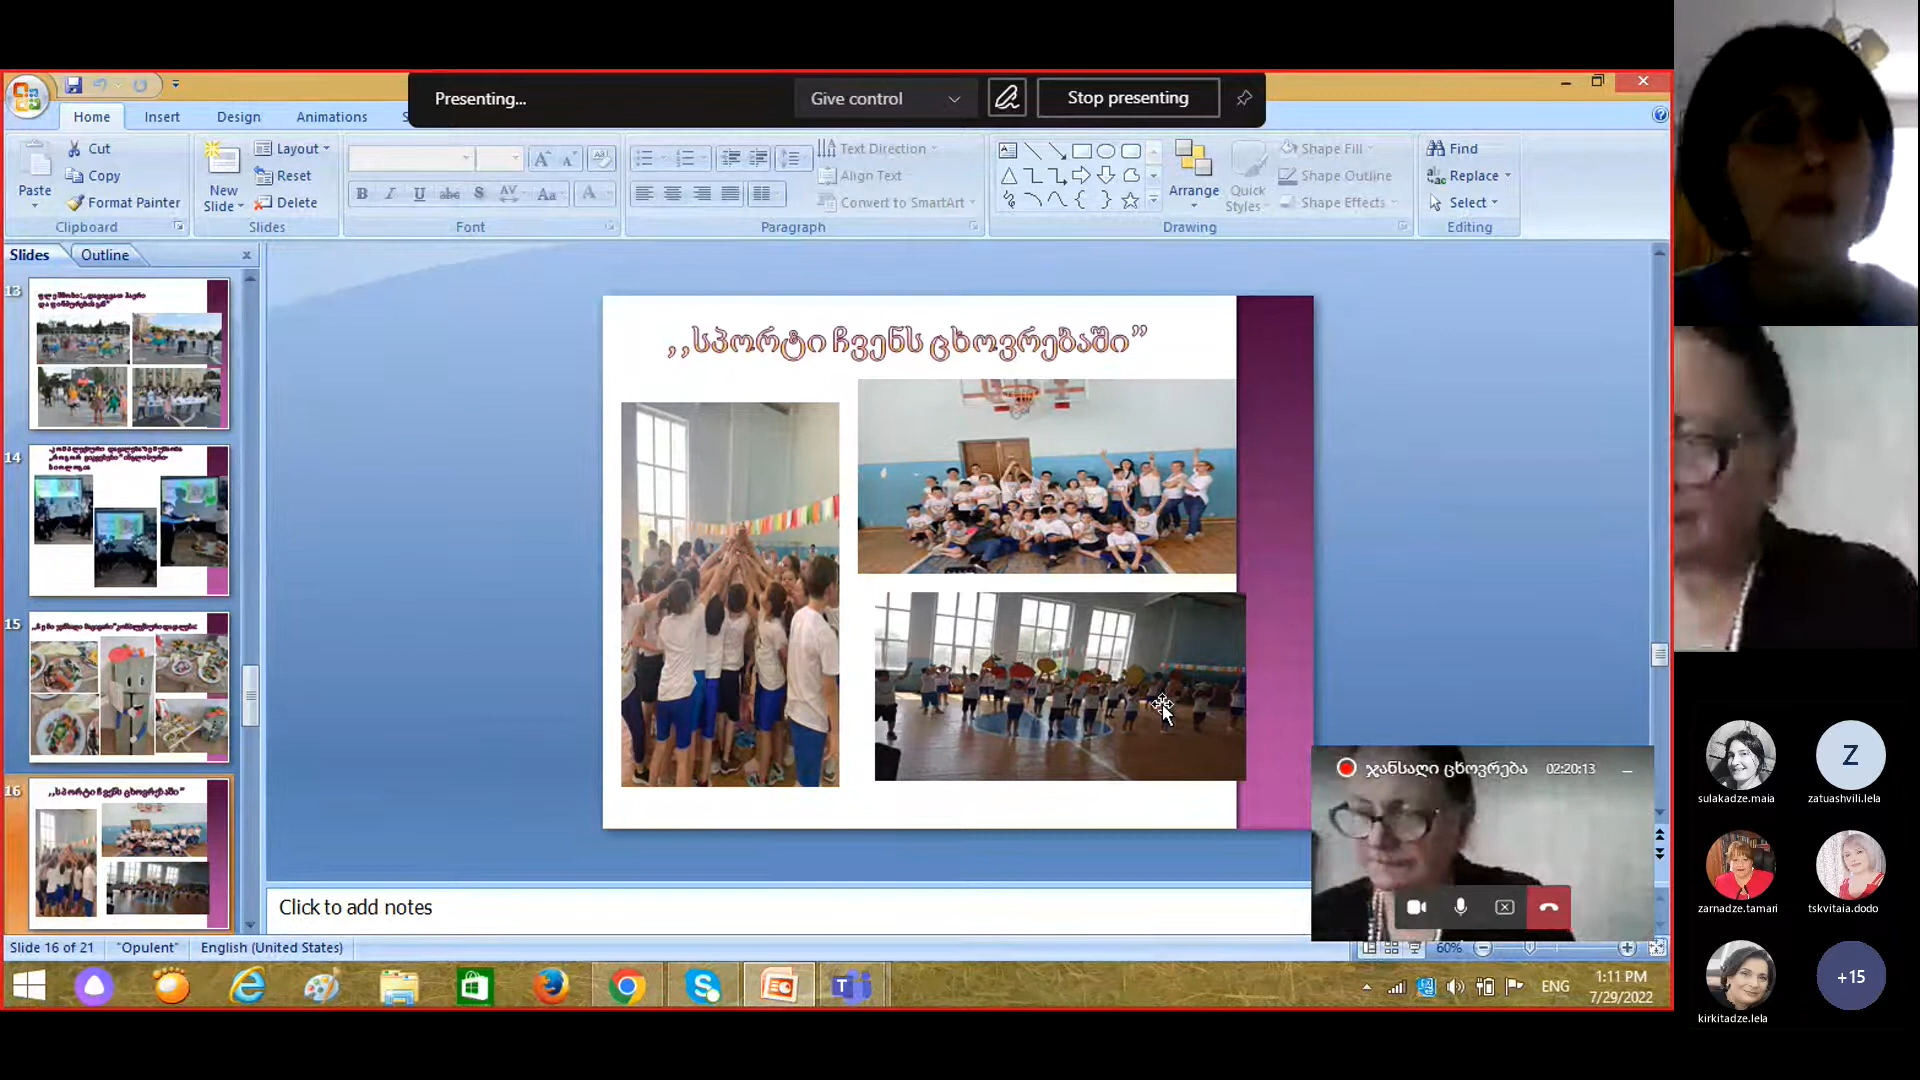 Presenting...
Give control
Stop presenting
Home
Insert
Design
Animations
Cut
Copy
Format Painter
Paste
Clipboard
New
Slide
Layout
Reset
Delete
Slides
Font
Text Direction
Align Text
Convert to SmartArt
Paragraph
Arrange
Quick
Styles
Shape Fill
Shape Outline
Shape Effects
Drawing
Find
Replace
Select
Editing
Slides
Outline
13
14
15
16
,,სპორტი ჩვენს ცხოვრებაში”
,,სპორტი ჩვენს ცხოვრებაში”
ჯანსაღი ცხოვრება 02:20:13
Click to add notes
Slide 16 of 21
"Opulent"
English (United States)
60%
ENG
1:11 PM
7/29/2022
sulakadze.maia
Z
zatuashvili.lela
zarnadze.tamari
tskvitaia.dodo
kirkitadze.lela
+15